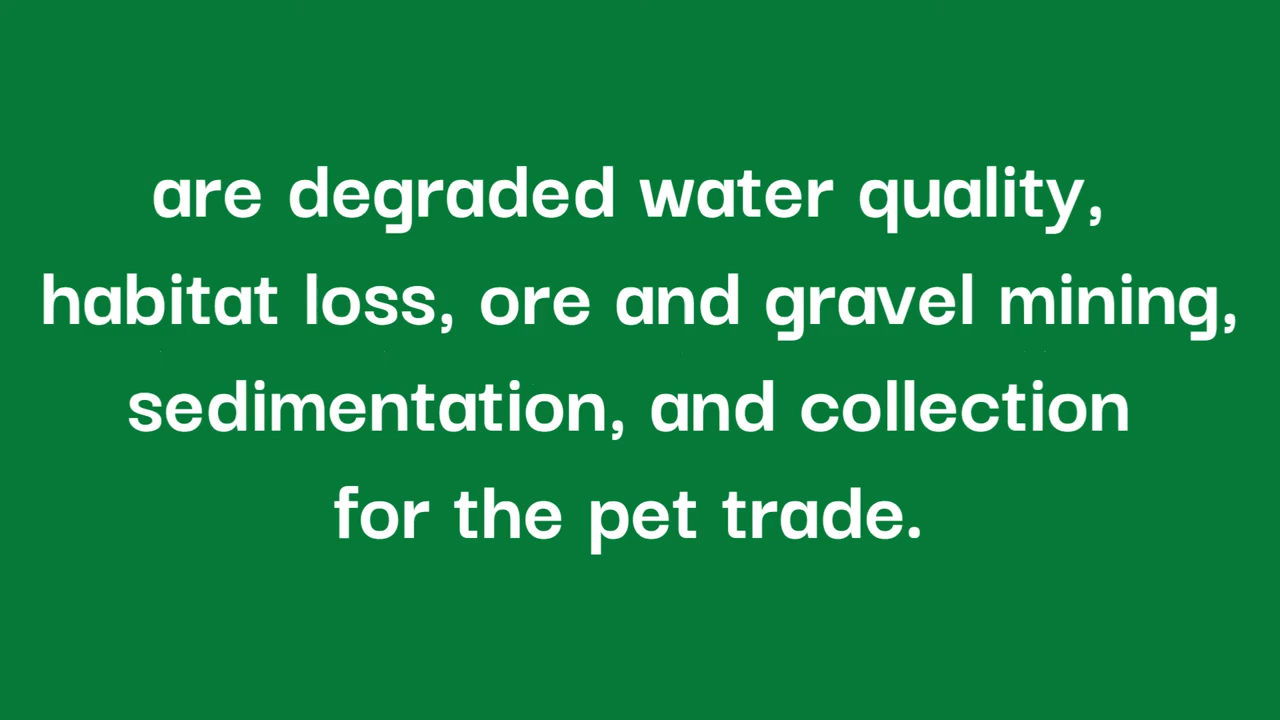 are degraded water quality,
habitat loss, ore and gravel mining,
sedimentation, and collection
for the pet trade.